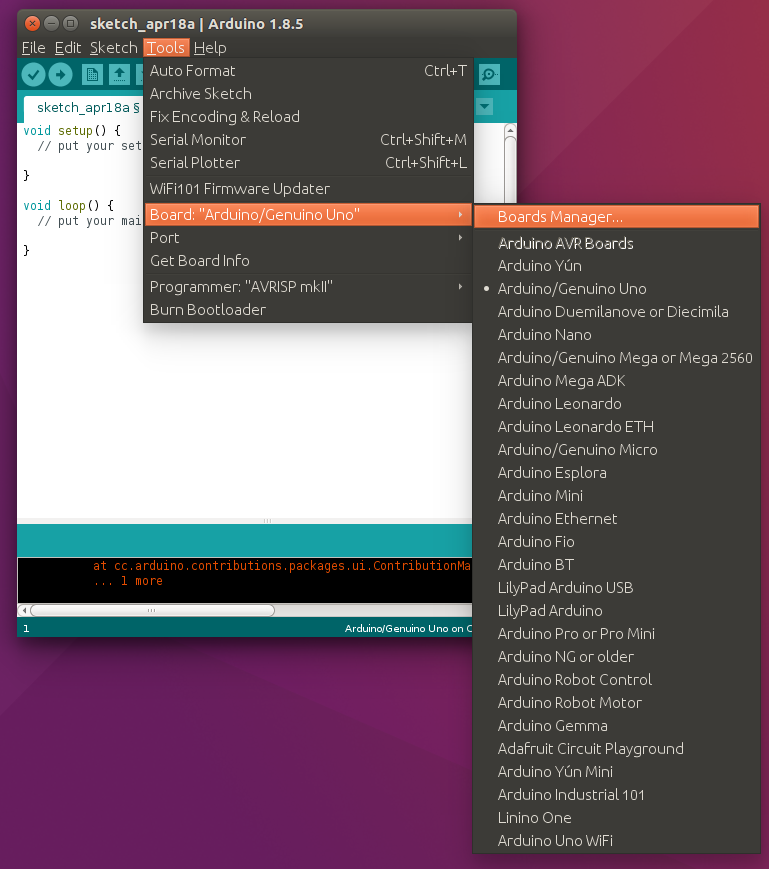 sketch_apr18a | Arduino 1.8.5
File Edit Sketch Tools Help
sketch_apr18a §
void setup() {
// put your set
}
void loop() {
// put your mai
}
Auto Format Ctrl+T
Archive Sketch
Fix Encoding & Reload
Serial Monitor Ctrl+Shift+M
Serial Plotter Ctrl+Shift+L
WiFi101 Firmware Updater
Board: "Arduino/Genuino Uno"
Port
Get Board Info
Programmer: "AVRISP mkII"
Burn Bootloader
Boards Manager...
Arduino AVR Boards
Arduino Yún
Arduino/Genuino Uno
Arduino Duemilanove or Diecimila
Arduino Nano
Arduino/Genuino Mega or Mega 2560
Arduino Mega ADK
Arduino Leonardo
Arduino Leonardo ETH
Arduino/Genuino Micro
Arduino Esplora
Arduino Mini
Arduino Ethernet
Arduino Fio
Arduino BT
LilyPad Arduino USB
LilyPad Arduino
Arduino Pro or Pro Mini
Arduino NG or older
Arduino Robot Control
Arduino Robot Motor
Arduino Gemma
Adafruit Circuit Playground
Arduino Yún Mini
Arduino Industrial 101
Linino One
Arduino Uno WiFi
at cc.arduino.contributions.packages.ui.ContributionMa
... 1 more
1 Arduino/Genuino Uno on